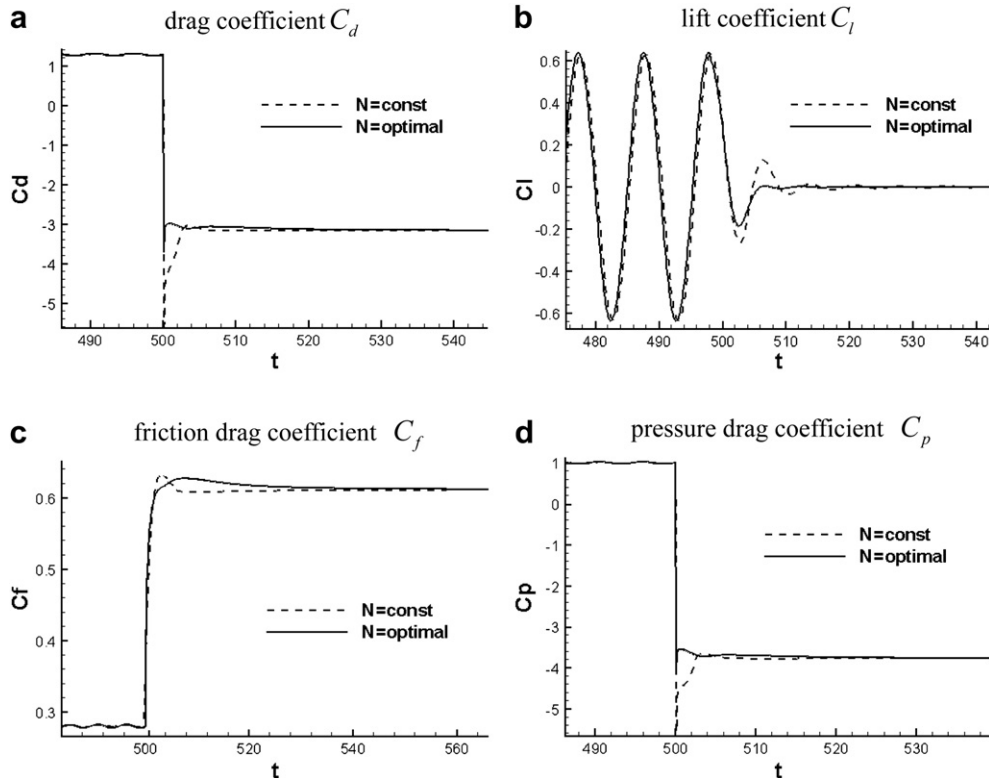 a drag coefficient C_d
1
0
-1
-2
-3
-4
-5
Cd
N=const
N=optimal
490 500 510 520 530 540
t
b lift coefficient C_l
0.6
0.4
0.2
0
-0.2
-0.4
-0.6
Cl
N=const
N=optimal
480 490 500 510 520 530 540
t
c friction drag coefficient C_f
0.6
0.5
0.4
0.3
Cf
N=const
N=optimal
500 520 540 560
t
d pressure drag coefficient C_p
1
0
-1
-2
-3
-4
-5
Cp
N=const
N=optimal
490 500 510 520 530
t